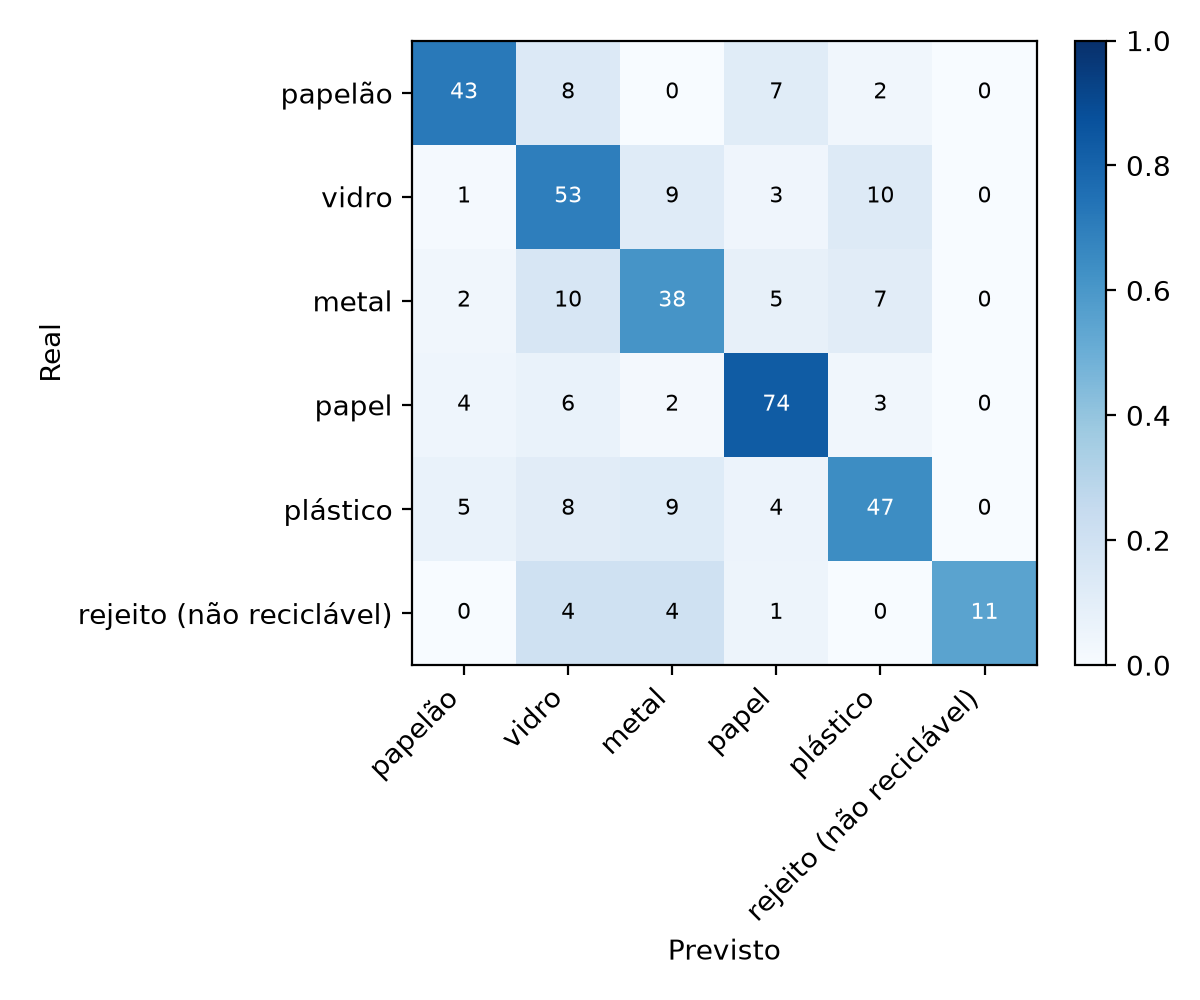 papelão 43 8 0 7 2 0
vidro 1 53 9 3 10 0
metal 2 10 38 5 7 0
papel 4 6 2 74 3 0
plástico 5 8 9 4 47 0
rejeito (não reciclável) 0 4 4 1 0 11
Real
papelão
vidro
metal
papel
plástico
rejeito (não reciclável)
Previsto
1.0
0.8
0.6
0.4
0.2
0.0